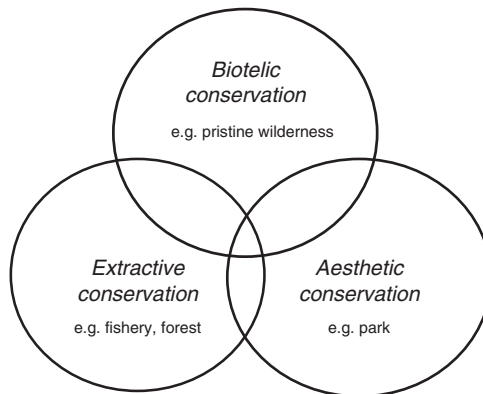 Biotelic
conservation
e.g. pristine wilderness
Extractive
conservation
e.g. fishery, forest
Aesthetic
conservation
e.g. park